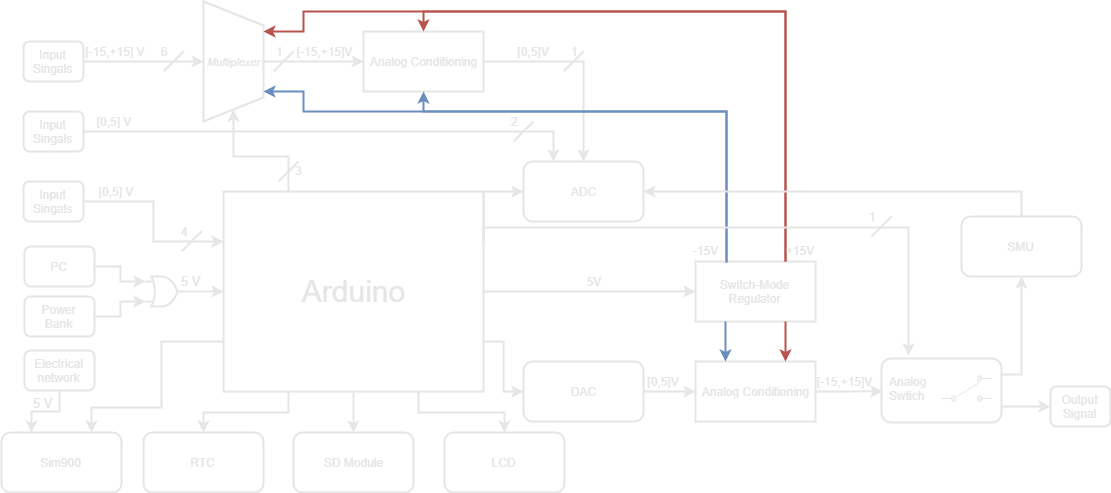 Input
Singals
[-15,+15] V
6
Multiplexer
1
[-15,+15]V
Analog Conditioning
[0,5]V
1
Input
Singals
[0,5] V
2
3
ADC
Input
Singals
[0,5] V
4
1
SMU
-15V
+15V
PC
5 V
Arduino
5V
Switch-Mode
Regulator
Power
Bank
Electrical
network
5 V
DAC
[0,5]V
Analog Conditioning
[-15,+15]V
Analog
Swtich
Output
Signal
Sim900
RTC
SD Module
LCD